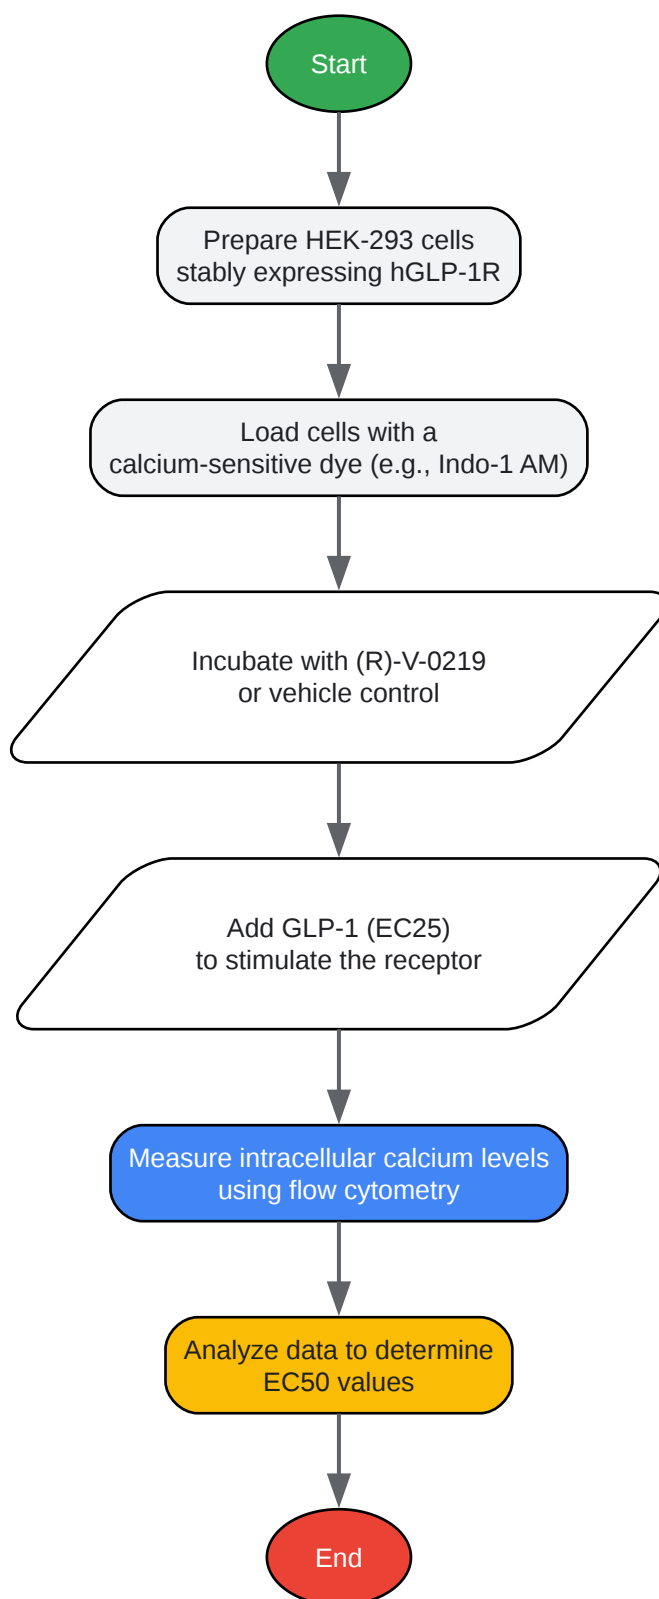 Start
Prepare HEK-293 cells
stably expressing hGLP-1R
Load cells with a
calcium-sensitive dye (e.g., Indo-1 AM)
Incubate with (R)-V-0219
or vehicle control
Add GLP-1 (EC25)
to stimulate the receptor
Measure intracellular calcium levels
using flow cytometry
Analyze data to determine
EC50 values
End